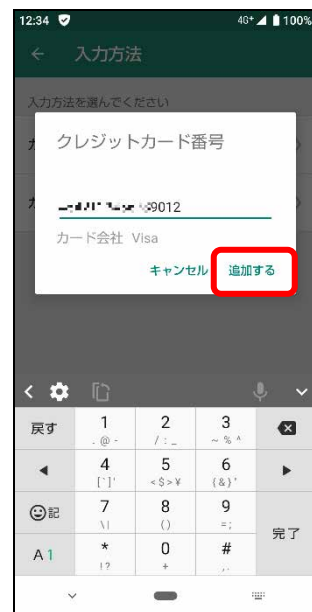 12:34 4G+ 100%
入力方法
入力方法を選んでください
クレジットカード番号
9012
カード会社 Visa
キャンセル 追加する
戻す 1 2 3
. @ - / : _ ~ % ^
4 5 6
[`]' <$>¥ {&}"
記 7 8 9
\| () =;
完了
A1 * 0 #
!? + ,.